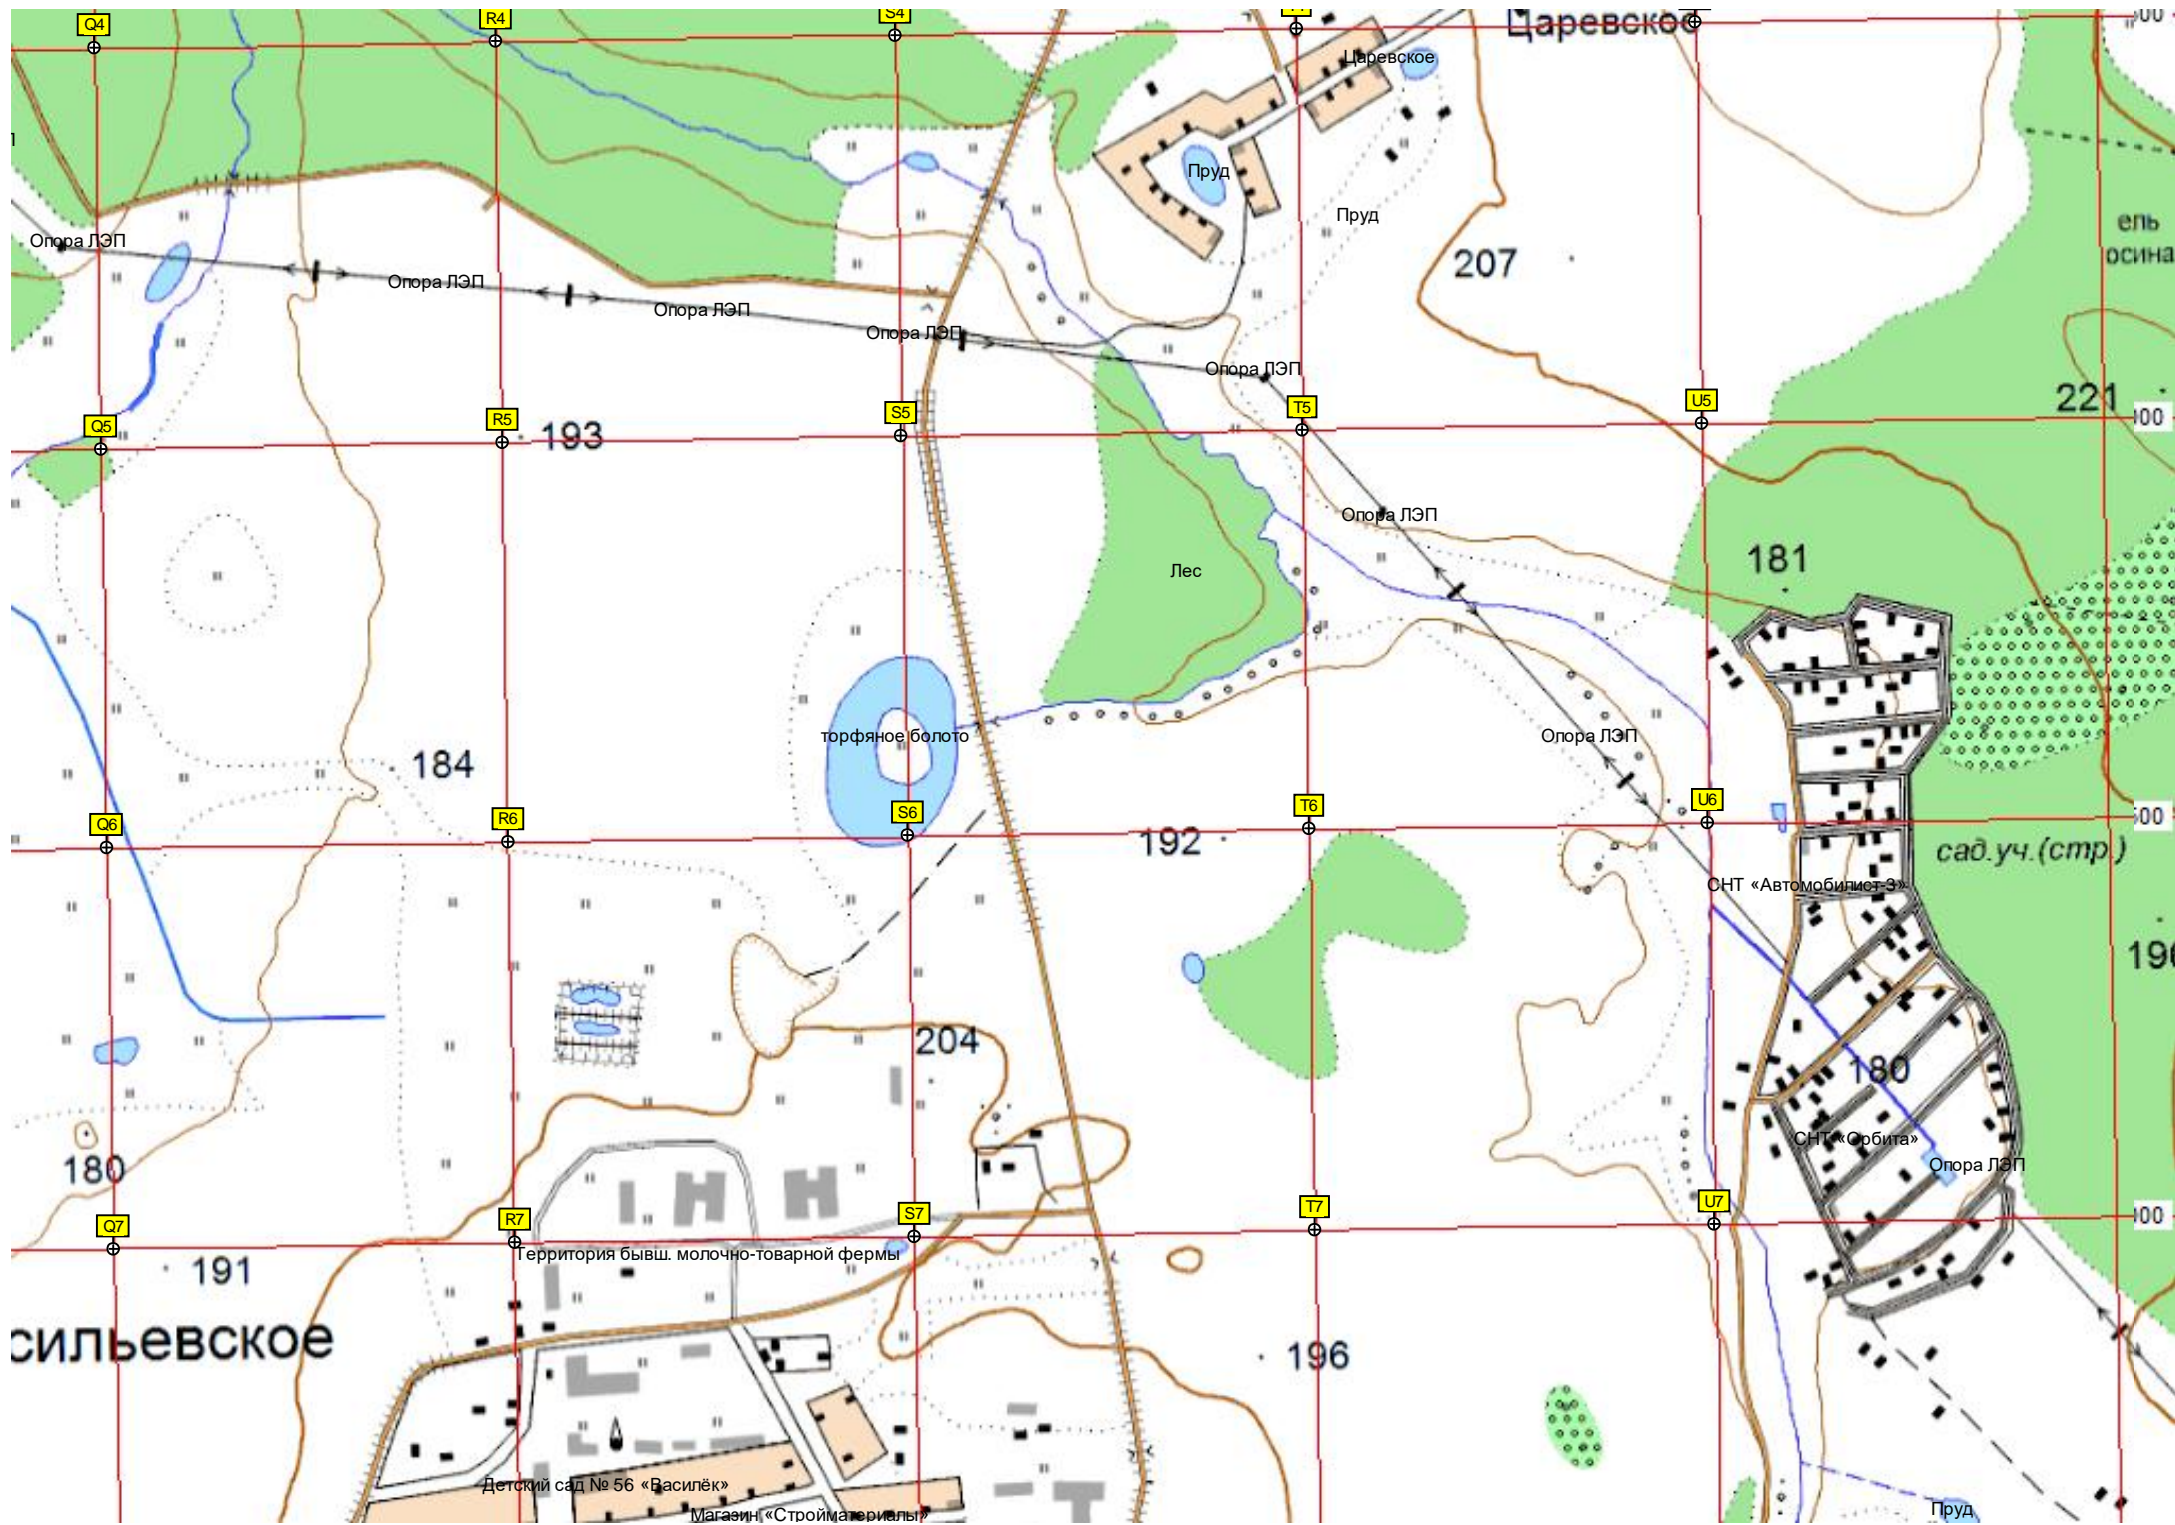 Q4
R4
S4
Царевское
Царевское
Пруд
Пруд
ель
осина
Опора ЛЭП
207
Опора ЛЭП
Опора ЛЭП
Опора ЛЭП
Опора ЛЭП
221
Q5
R5
193
S5
T5
U5
Опора ЛЭП
181
Лес
торфяное болото
Опора ЛЭП
184
Q6
R6
S6
192
T6
U6
сад.уч.(стр.)
СНТ «Автомобилист-3»
204
180
СНТ «Орбита»
Опора ЛЭП
180
Q7
R7
S7
T7
U7
191
Территория бывш. молочно-товарной фермы
сильевское
196
Детский сад № 56 «Василёк»
Магазин «Стройматериалы»
Пруд